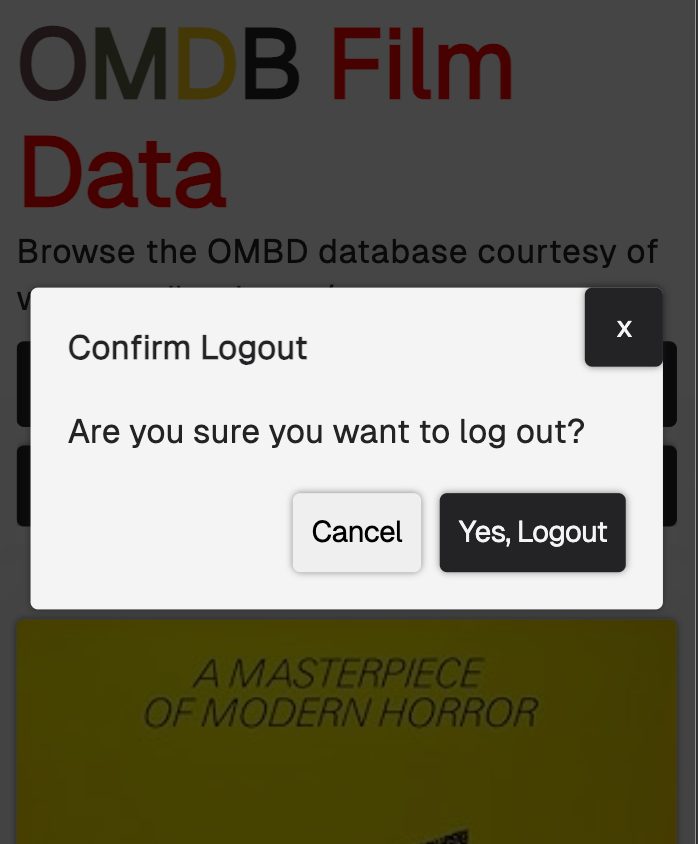 OMDB Film
Data
Browse the OMBD database courtesy of
Confirm Logout
x
Are you sure you want to log out?
Cancel
Yes, Logout
A MASTERPIECE
OF MODERN HORROR